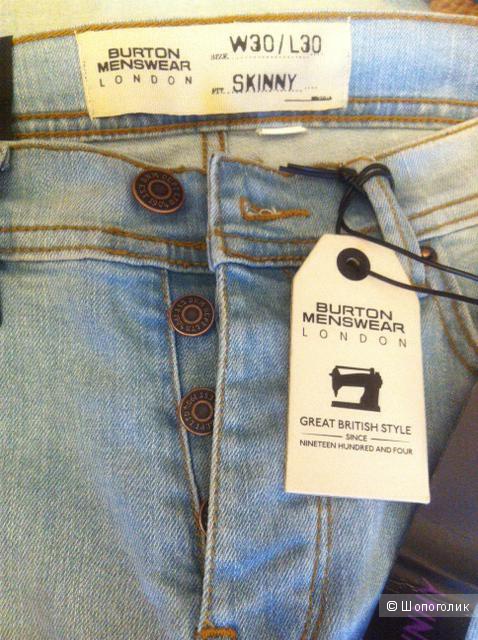 BURTON
MENSWEAR
LONDON
SIZE W30/L30
FIT SKINNY
BURTON
MENSWEAR
LONDON
GREAT BRITISH STYLE
SINCE
NINETEEN HUNDRED AND FOUR
© Шопоголик